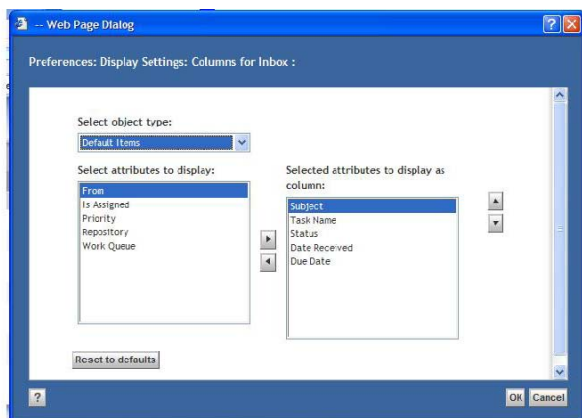 -- Web Page Dialog
Preferences: Display Settings: Columns for Inbox :
Select object type:
Default Items
Select attributes to display:
From
Is Assigned
Priority
Repository
Work Queue
Selected attributes to display as
column:
Subject
Task Name
Status
Date Received
Due Date
Reset to defaults
?
OK Cancel